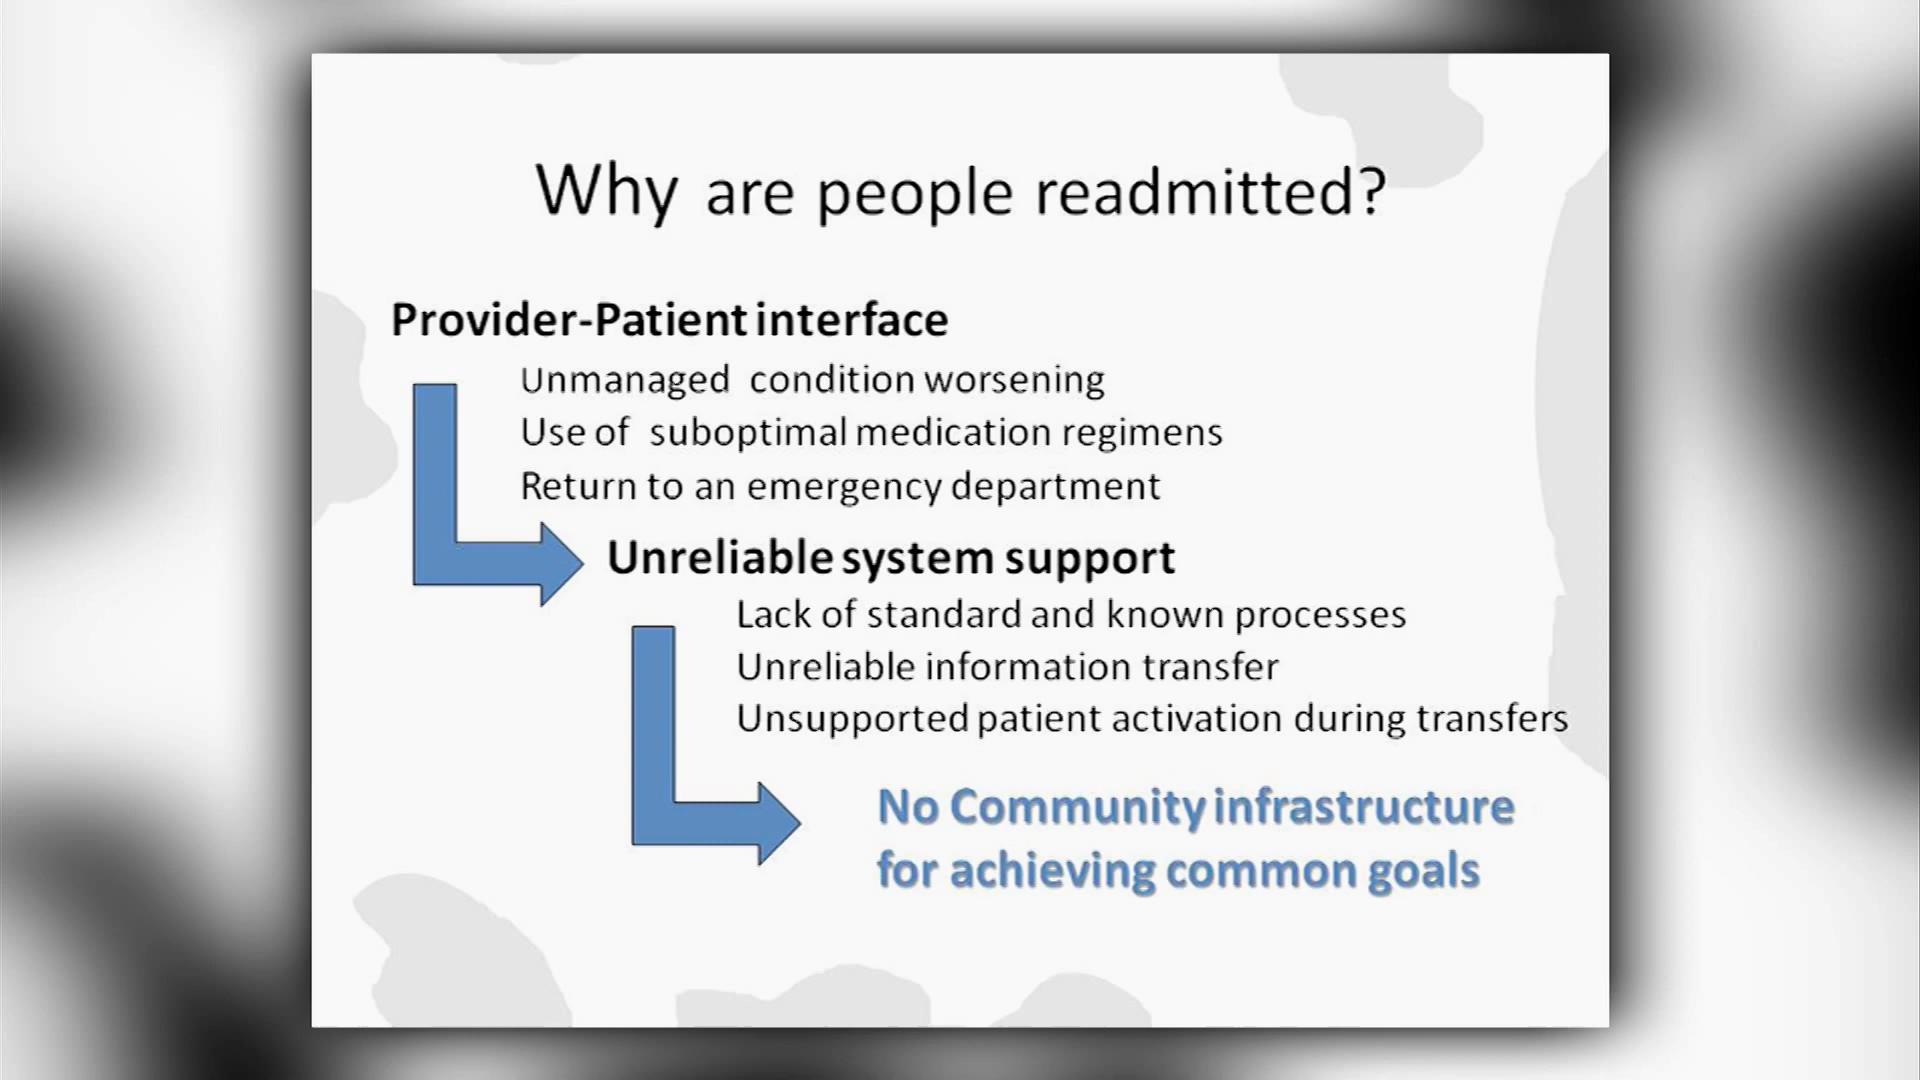 Why are people readmitted?
Provider-Patient interface
Unmanaged condition worsening
Use of suboptimal medication regimens
Return to an emergency department
Unreliable system support
Lack of standard and known processes
Unreliable information transfer
Unsupported patient activation during transfers
No Community infrastructure
for achieving common goals